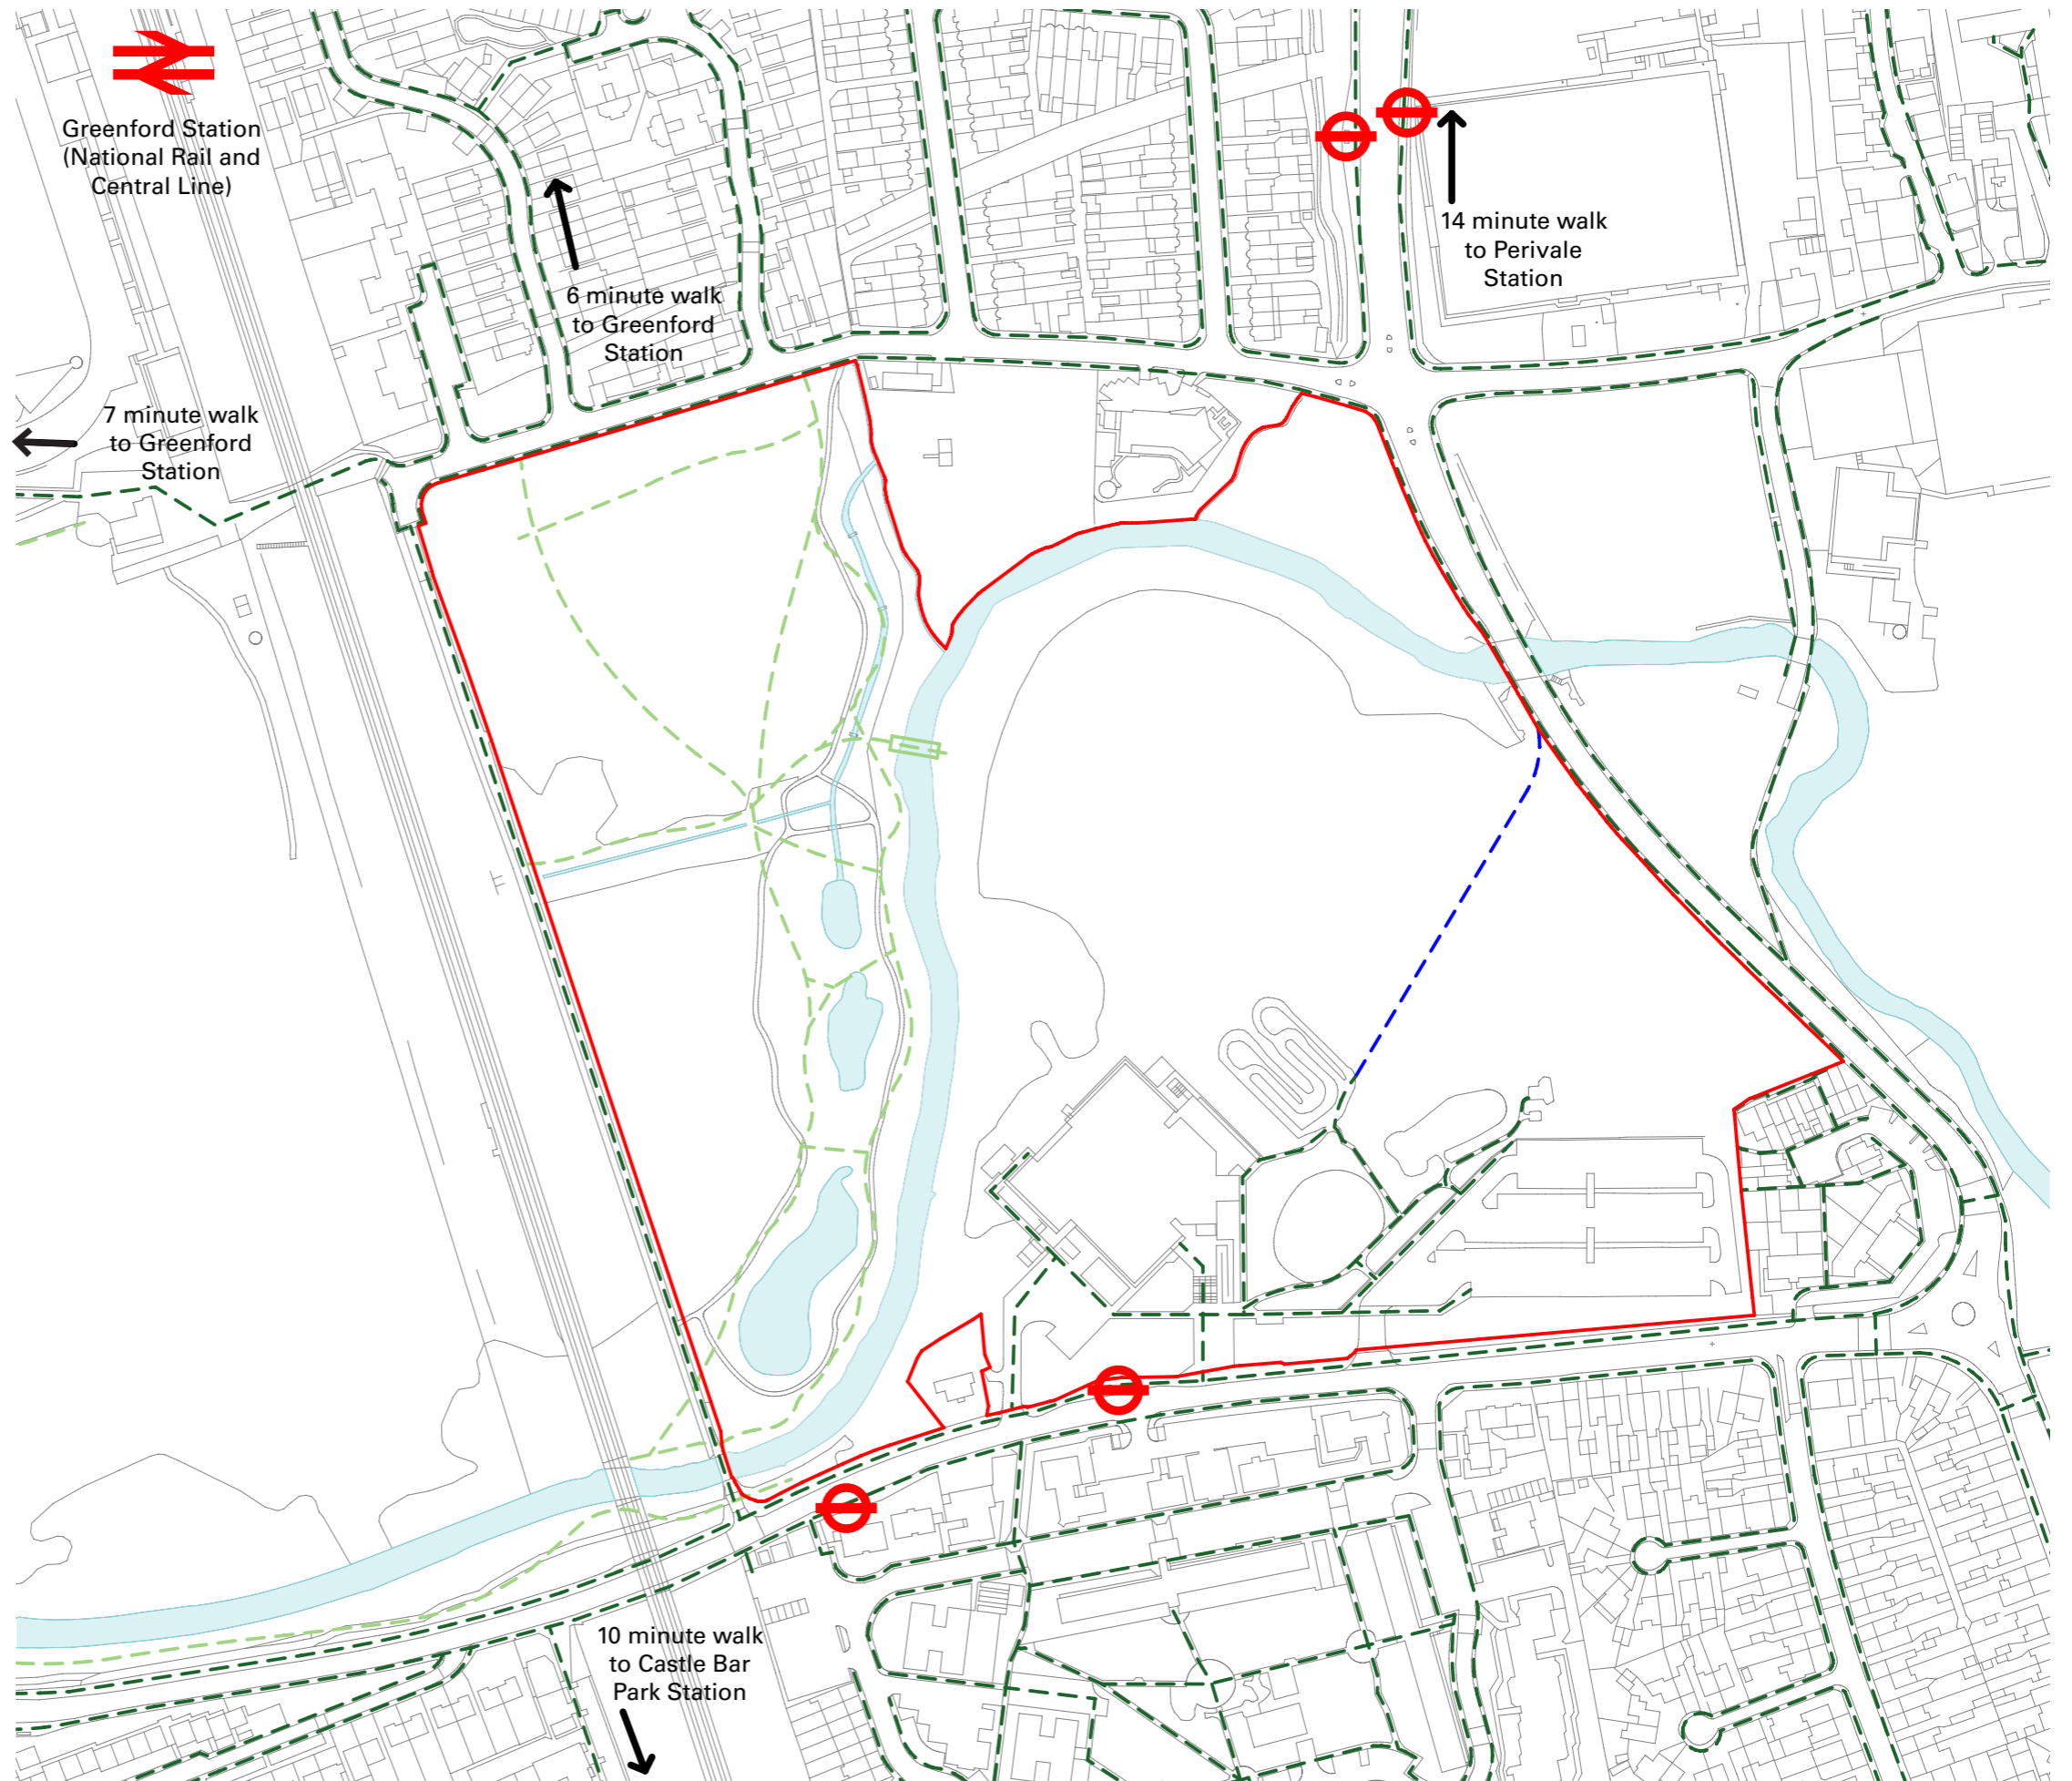 Greenford Station
(National Rail and
Central Line)
14 minute walk
to Perivale
Station
6 minute walk
to Greenford
Station
7 minute walk
to Greenford
Station
10 minute walk
to Castle Bar
Park Station